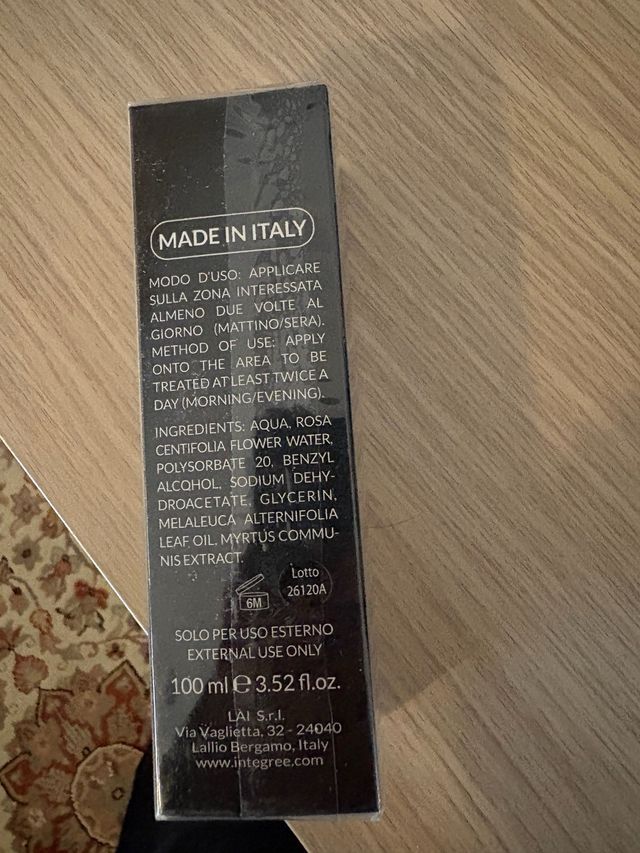 MADE IN ITALY
MODO D'USO: APPLICARE
SULLA ZONA INTERESSATA
ALMENO DUE VOLTE AL
GIORNO (MATTINO/SERA).
METHOD OF USE: APPLY
ONTO THE AREA TO BE
TREATED AT LEAST TWICE A
DAY (MORNING/EVENING).
INGREDIENTS: AQUA, ROSA
CENTIFOLIA FLOWER WATER,
POLYSORBATE 20, BENZYL
ALCOHOL, SODIUM DEHY-
DROACETATE, GLYCERIN,
MELALEUCA ALTERNIFOLIA
LEAF OIL, MYRTUS COMMU-
NIS EXTRACT.
6M
Lotto
26120A
SOLO PER USO ESTERNO
EXTERNAL USE ONLY
100 ml ℮ 3.52 fl.oz.
LAI S.r.l.
Via Vaglietta, 32 - 24040
Lallio Bergamo, Italy
www.integree.com